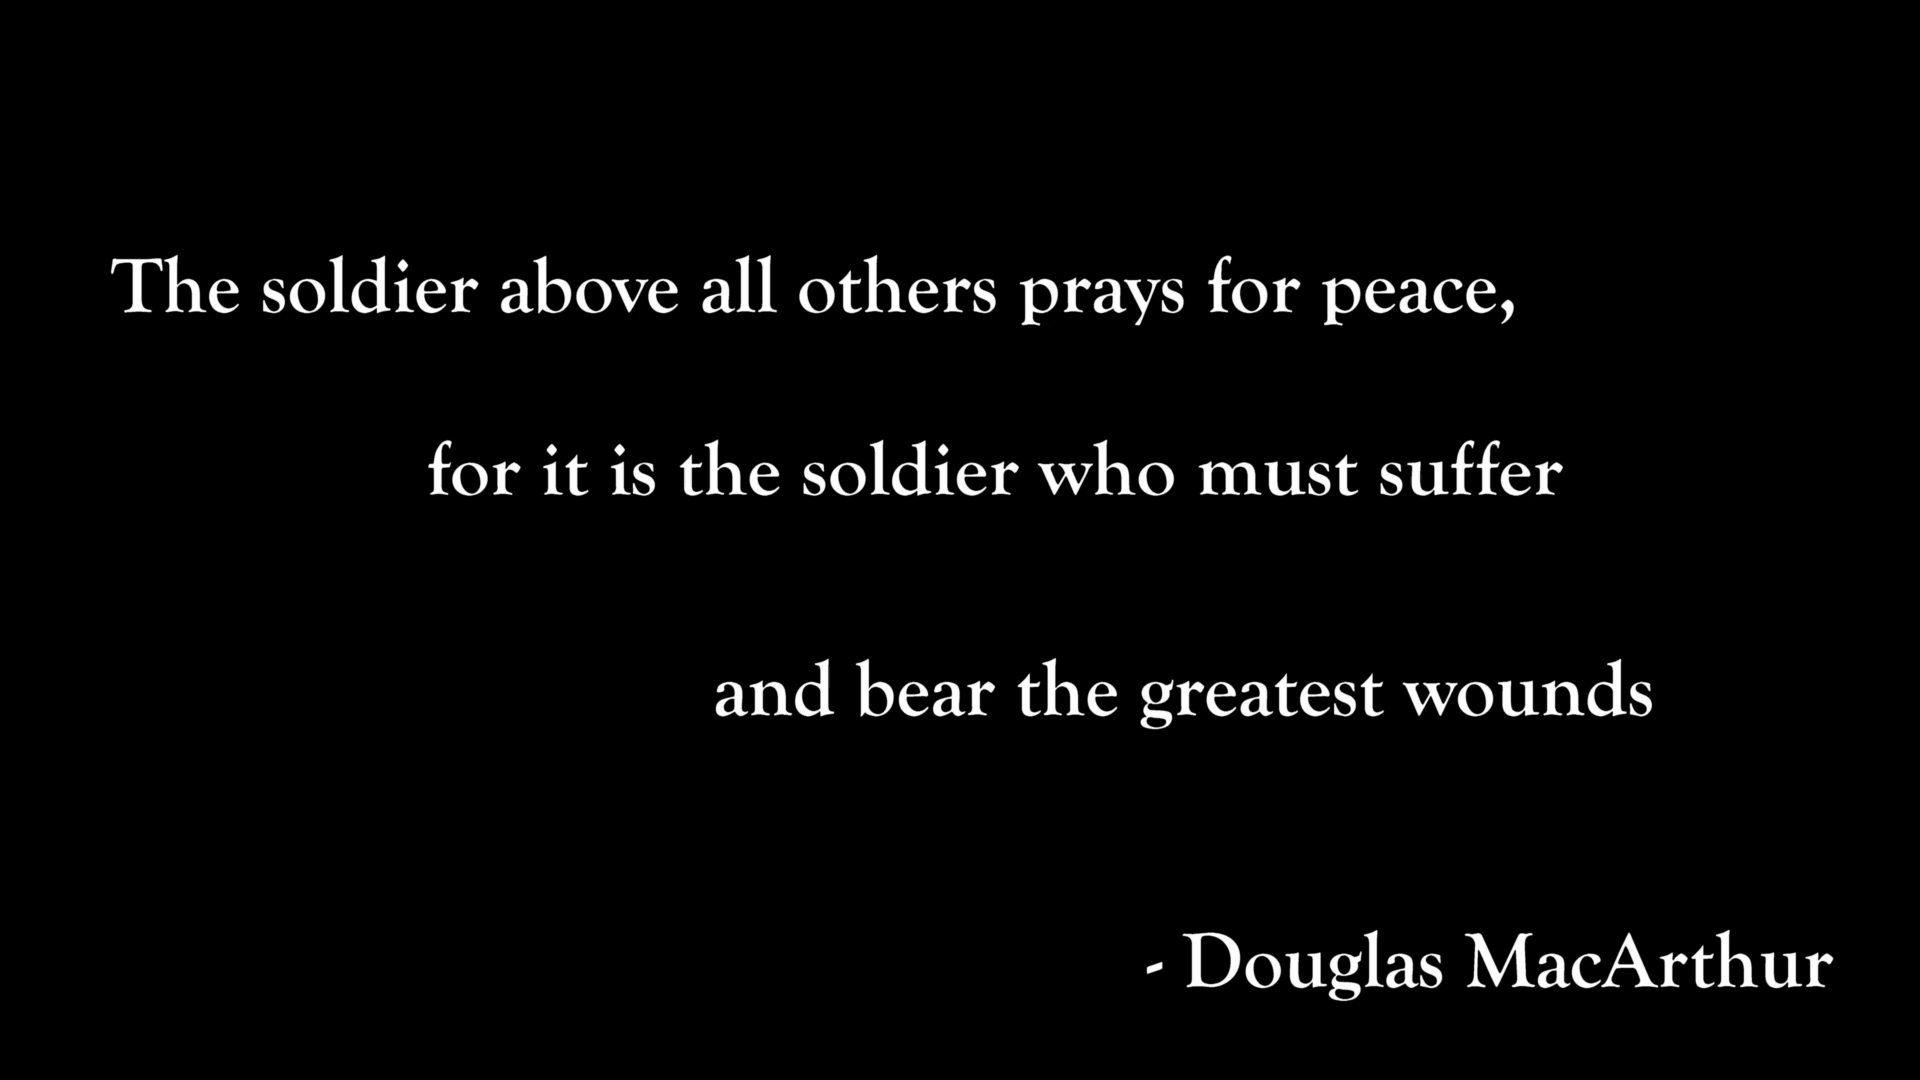 The soldier above all others prays for peace,
for it is the soldier who must suffer
and bear the greatest wounds
- Douglas MacArthur